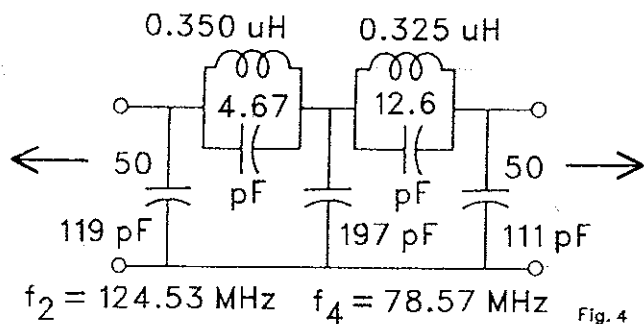 0.350 uH
0.325 uH
4.67
12.6
50
pF
pF
50
119 pF
197 pF
111 pF
f2 = 124.53 MHz
f4 = 78.57 MHz
Fig. 4